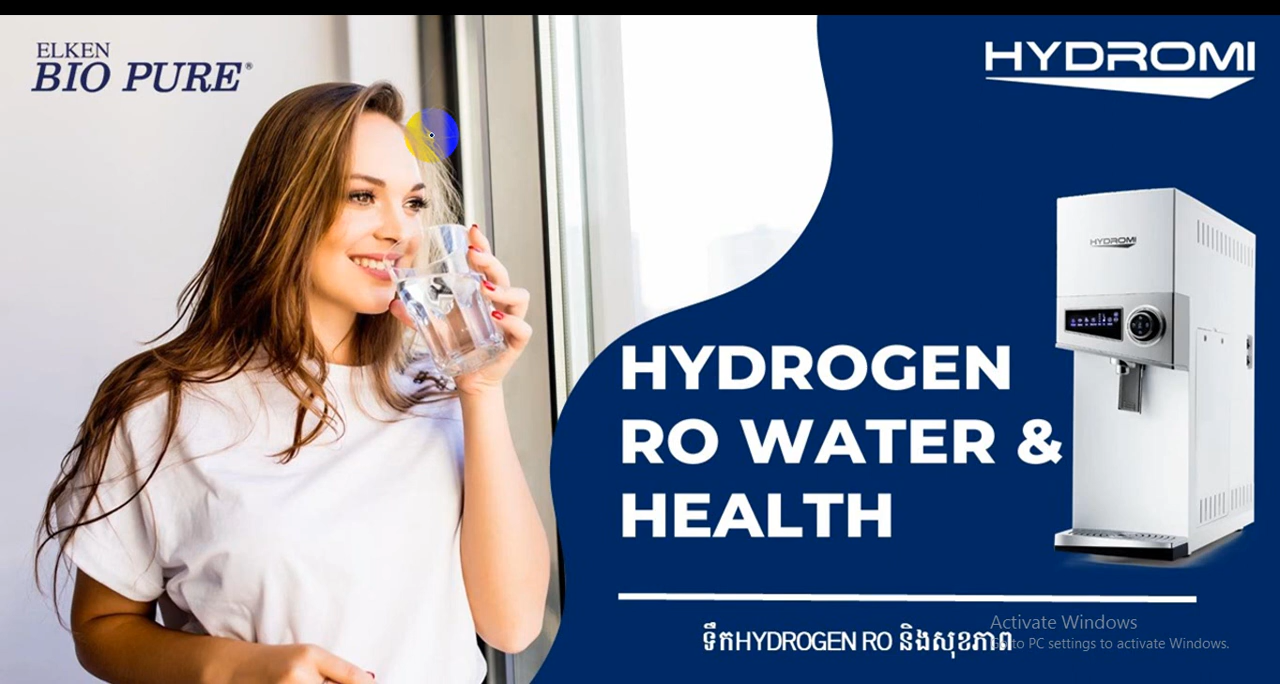 ELKEN
BIO PURE®
HYDROMI
HYDROMI
HYDROGEN
RO WATER &
HEALTH
ទឹកHYDROGEN RO និងសុខភាព
Activate Windows
to PC settings to activate Windows.